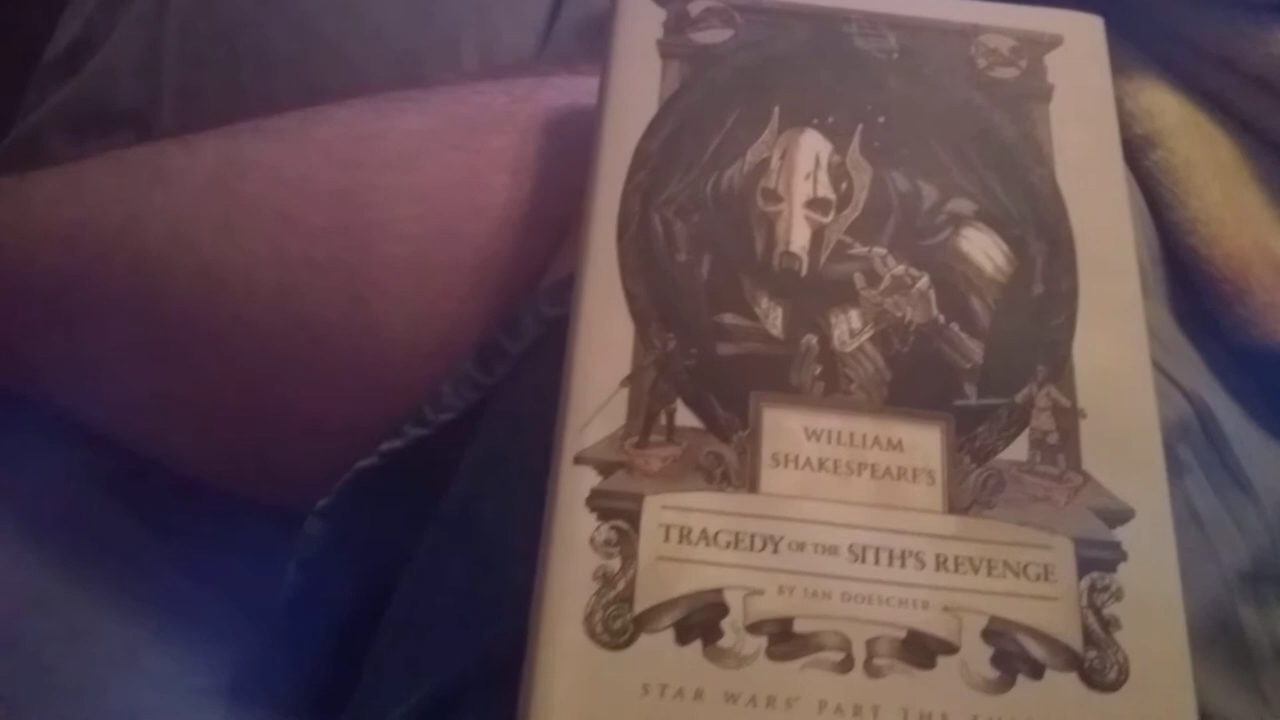 WILLIAM
SHAKESPEARE'S
TRAGEDY OF THE SITH'S REVENGE
BY IAN DOESCHER
STAR WARS® PART THE